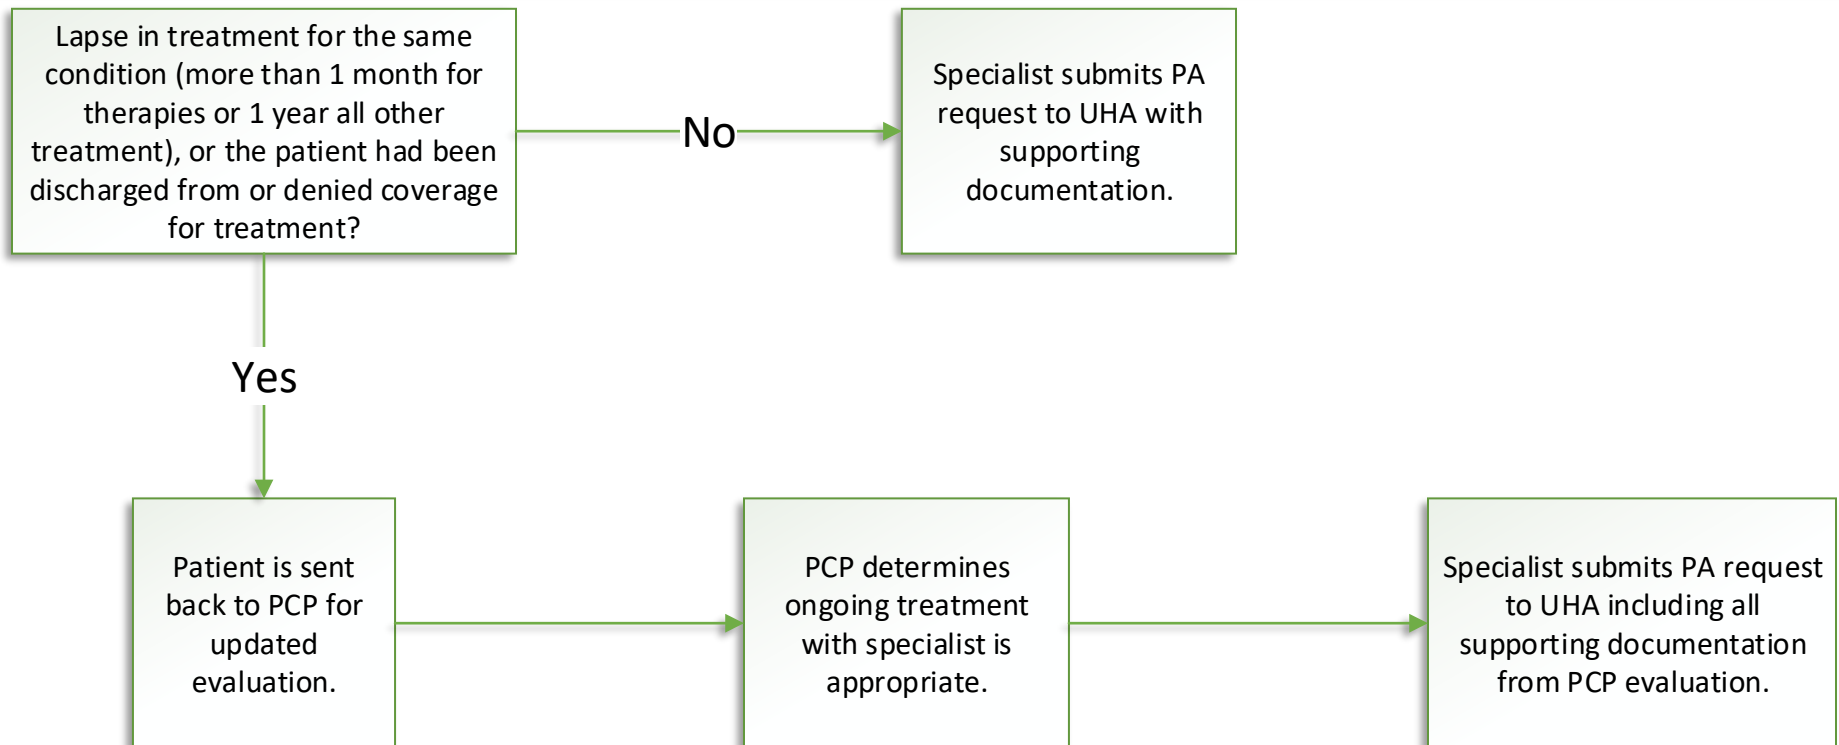 Lapse in treatment for the same
condition (more than 1 month for
therapies or 1 year all other
treatment), or the patient had been
discharged from or denied coverage
for treatment?
No
Specialist submits PA
request to UHA with
supporting
documentation.
Yes
Patient is sent
back to PCP for
updated
evaluation.
PCP determines
ongoing treatment
with specialist is
appropriate.
Specialist submits PA request
to UHA including all
supporting documentation
from PCP evaluation.